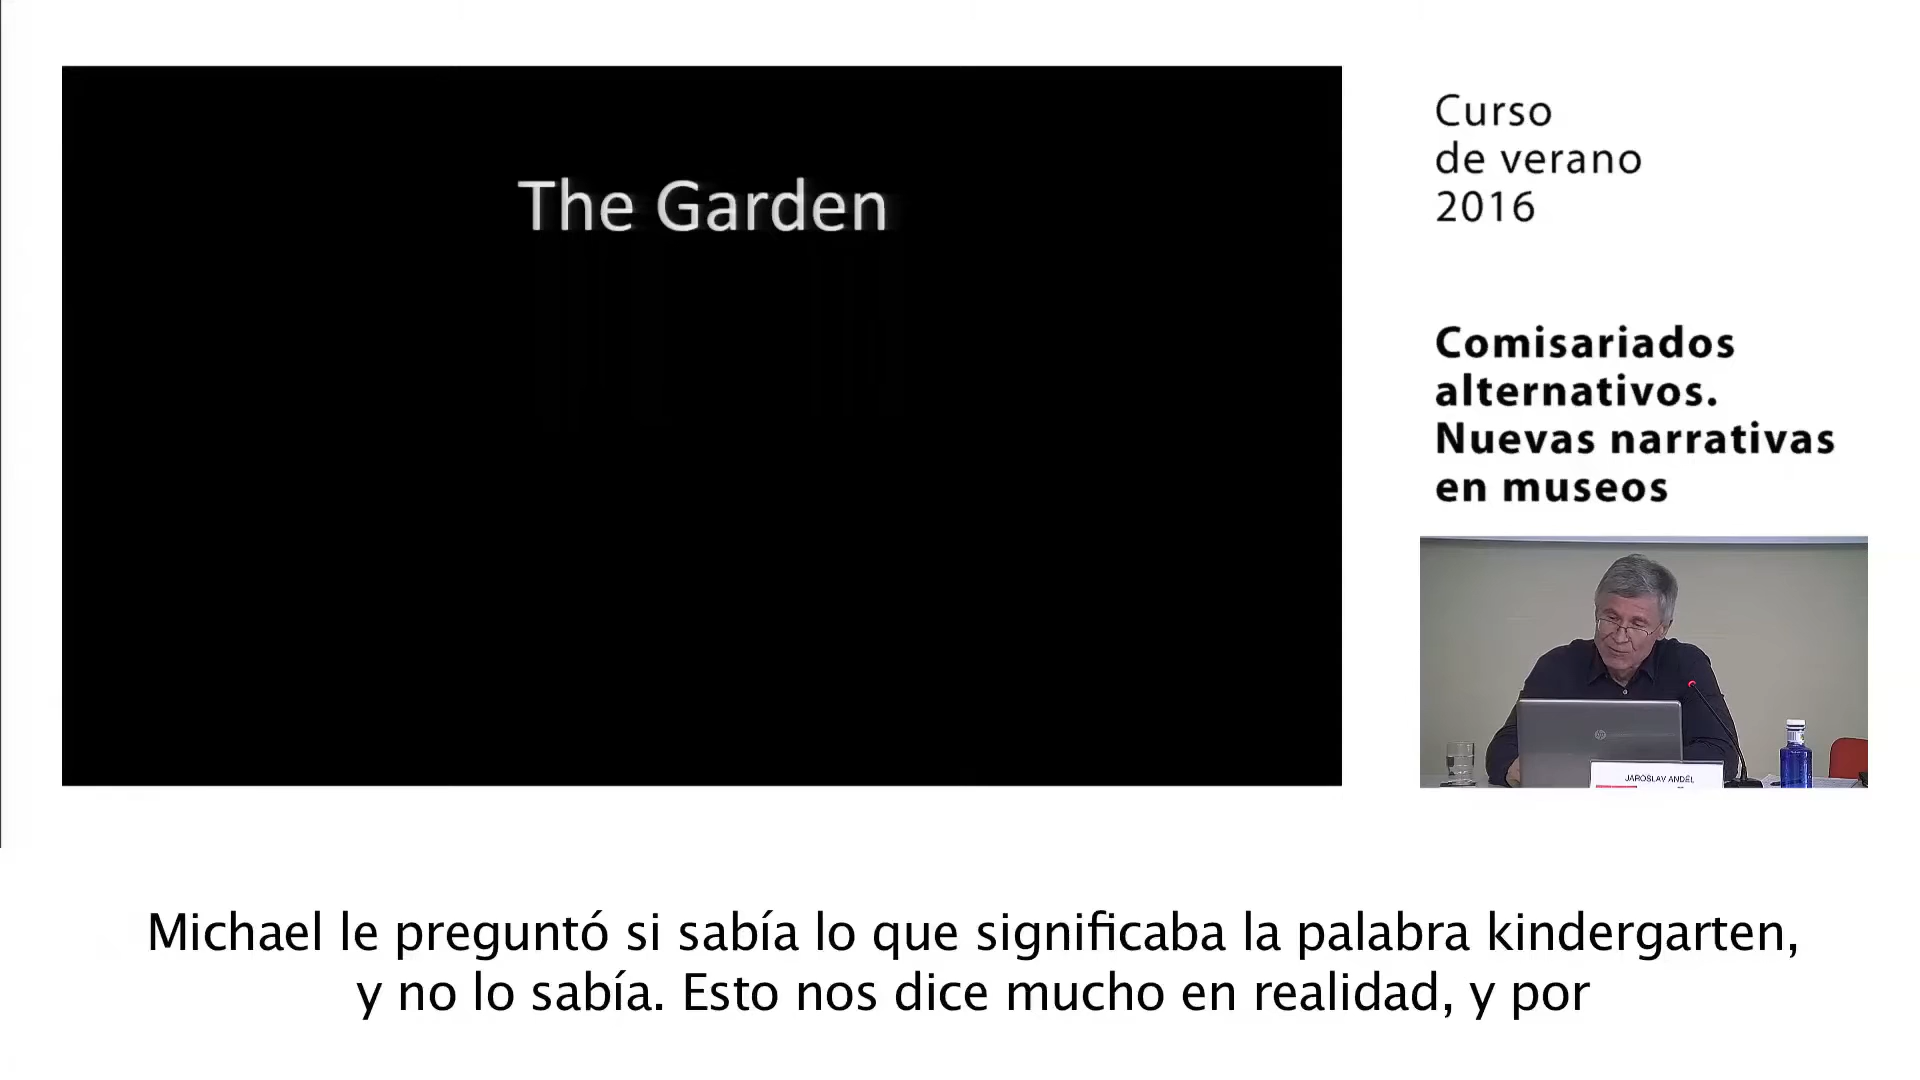 The Garden
Curso
de verano
2016
Comisariados
alternativos.
Nuevas narrativas
en museos
hp
JAROSLAV ANDĚL
Michael le preguntó si sabía lo que significaba la palabra kindergarten,
y no lo sabía. Esto nos dice mucho en realidad, y por